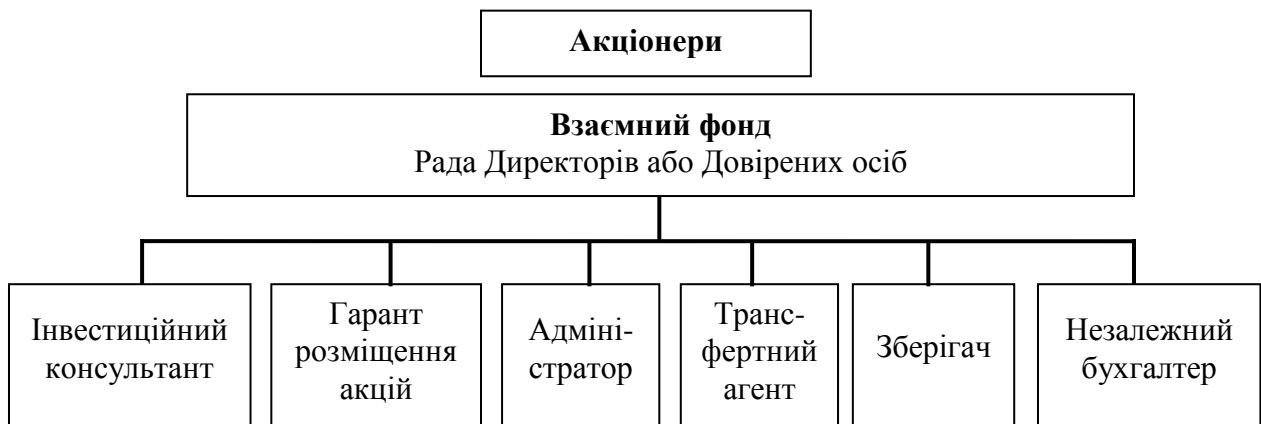 Акціонери
Взаємний фонд
Рада Директорів або Довірених осіб
Інвестиційний
консультант
Гарант
розміщення
акцій
Адміні-
стратор
Транс-
фертний
агент
Зберігач
Незалежний
бухгалтер